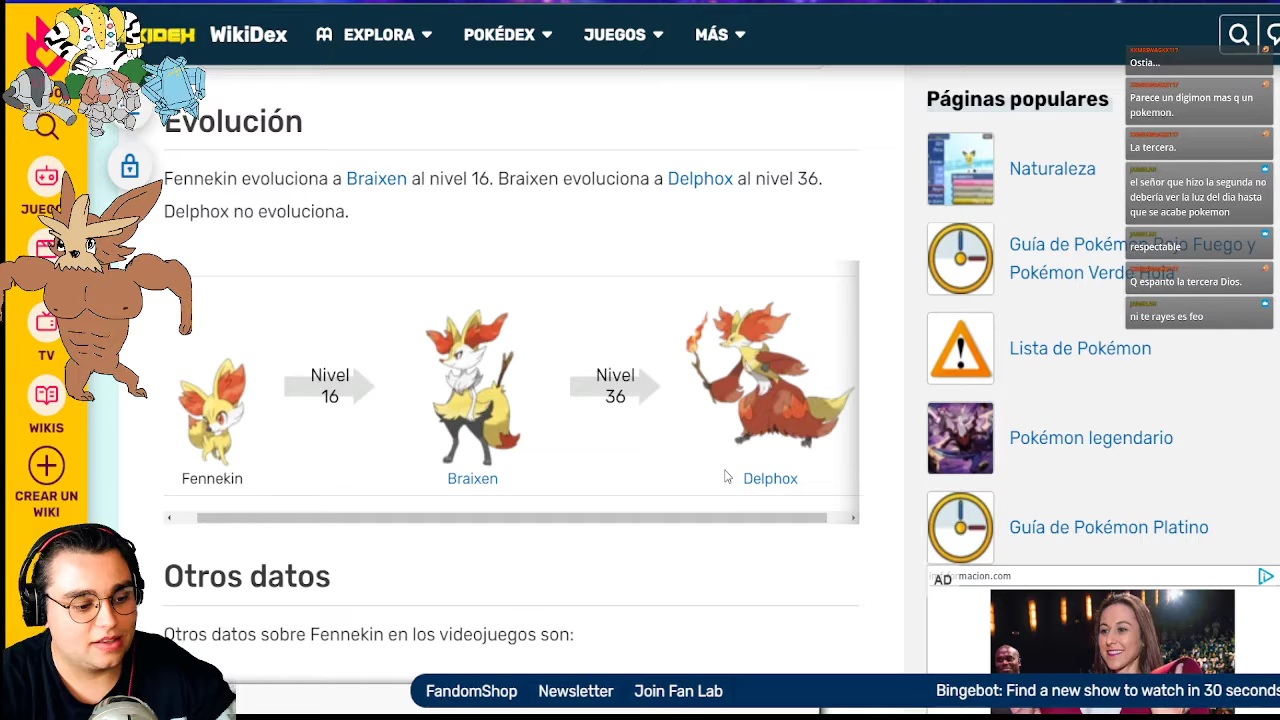 KIDEX
WikiDex
EXPLORA
POKÉDEX
JUEGOS
MÁS
TV
WIKIS
CREAR UN
WIKI
Evolución
Fennekin evoluciona a Braixen al nivel 16. Braixen evoluciona a Delphox al nivel 36.
Delphox no evoluciona.
Nivel
16
Nivel
36
Fennekin
Braixen
Delphox
Otros datos
Otros datos sobre Fennekin en los videojuegos son:
Páginas populares
Naturaleza
Guía de Pokémon Rojo Fuego y
Pokémon Verde Hoja
Lista de Pokémon
Pokémon legendario
Guía de Pokémon Platino
Ostia...
Parece un digimon mas q un
pokemon.
La tercera.
el señor que hizo la segunda no
deberia ver la luz del dia hasta
que se acabe pokemon
respectable
Q espanto la tercera Dios.
ni te rayes es feo
AD
formacion.com
FandomShop
Newsletter
Join Fan Lab
Bingebot: Find a new show to watch in 30 seconds